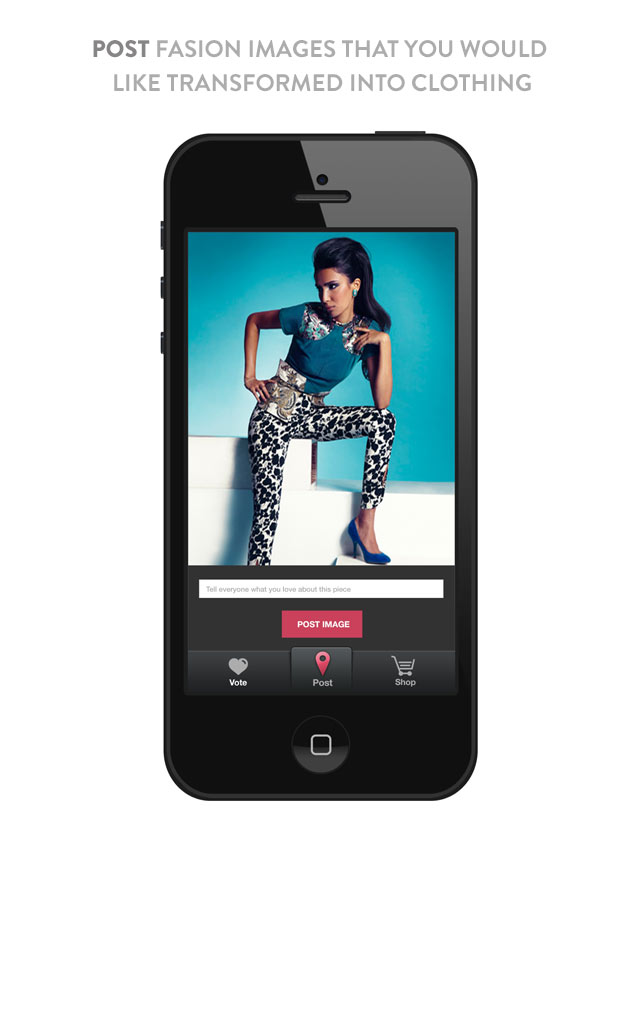 POST FASION IMAGES THAT YOU WOULD
LIKE TRANSFORMED INTO CLOTHING
Tell everyone what you love about this piece
POST IMAGE
Vote
Post
Shop